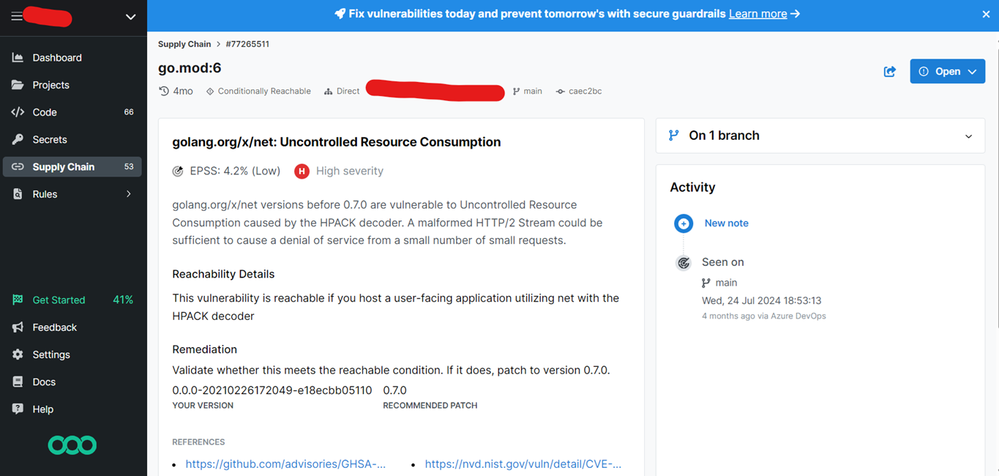 Fix vulnerabilities today and prevent tomorrow's with secure guardrails Learn more →
Dashboard
Projects
Code 66
Secrets
Supply Chain 53
Rules
Get Started 41%
Feedback
Settings
Docs
Help
Supply Chain > #77265511
go.mod:6
4mo Conditionally Reachable Direct main caec2bc
Open
golang.org/x/net: Uncontrolled Resource Consumption
EPSS: 4.2% (Low) H High severity
golang.org/x/net versions before 0.7.0 are vulnerable to Uncontrolled Resource
Consumption caused by the HPACK decoder. A malformed HTTP/2 Stream could be
sufficient to cause a denial of service from a small number of small requests.
Reachability Details
This vulnerability is reachable if you host a user-facing application utilizing net with the
HPACK decoder
Remediation
Validate whether this meets the reachable condition. If it does, patch to version 0.7.0.
0.0.0-20210226172049-e18ecbb05110 0.7.0
YOUR VERSION RECOMMENDED PATCH
REFERENCES
• https://github.com/advisories/GHSA-... • https://nvd.nist.gov/vuln/detail/CVE-...
On 1 branch
Activity
New note
Seen on
main
Wed, 24 Jul 2024 18:53:13
4 months ago via Azure DevOps